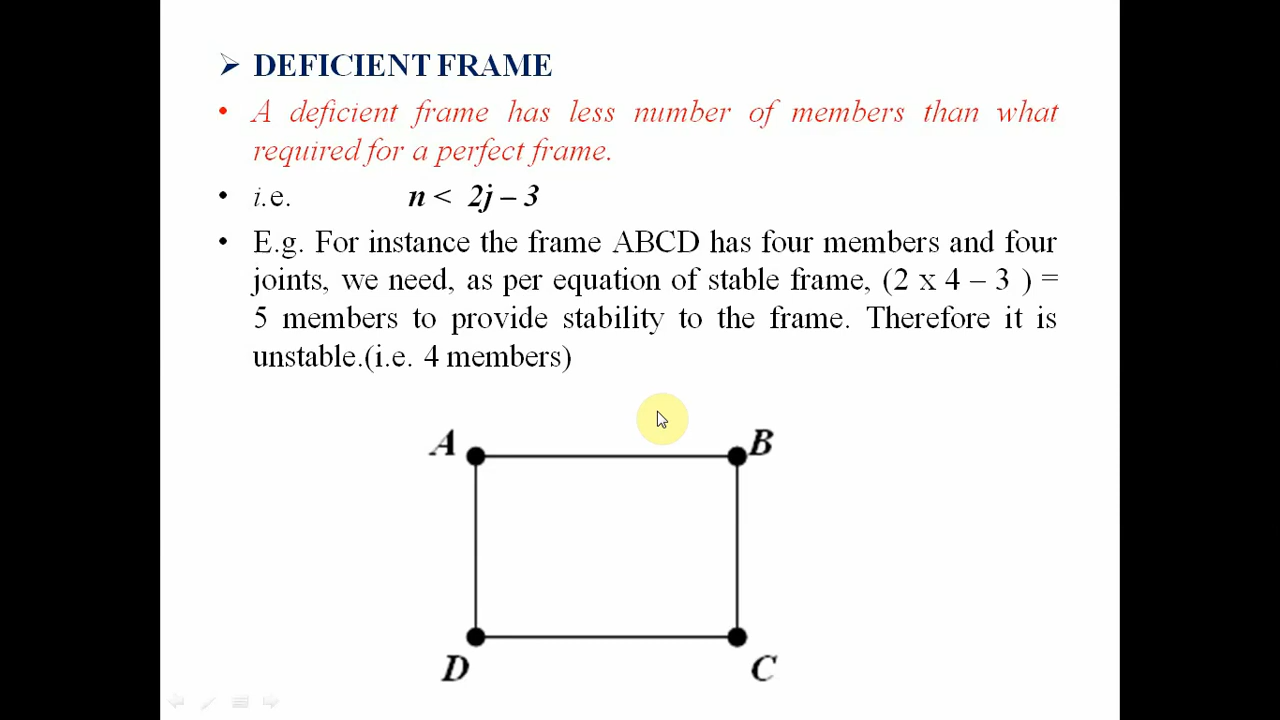 ➢ DEFICIENT FRAME
• A deficient frame has less number of members than what
required for a perfect frame.
• i.e. n < 2j – 3
• E.g. For instance the frame ABCD has four members and four
joints, we need, as per equation of stable frame, (2 x 4 – 3 ) =
5 members to provide stability to the frame. Therefore it is
unstable.(i.e. 4 members)
A B
D C